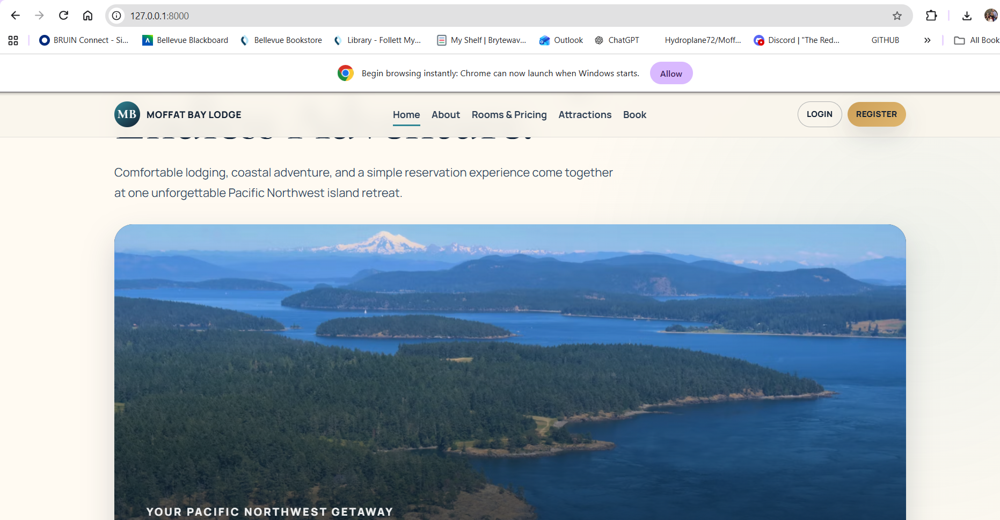 127.0.0.1:8000
BRUIN Connect - Si... Bellevue Blackboard Bellevue Bookstore Library - Follett My... My Shelf | Brytewav... Outlook ChatGPT Hydroplane72/Moff... Discord | "The Red... GITHUB » All Book
Begin browsing instantly: Chrome can now launch when Windows starts. Allow
MB MOFFAT BAY LODGE Home About Rooms & Pricing Attractions Book LOGIN REGISTER
Comfortable lodging, coastal adventure, and a simple reservation experience come together
at one unforgettable Pacific Northwest island retreat.
YOUR PACIFIC NORTHWEST GETAWAY